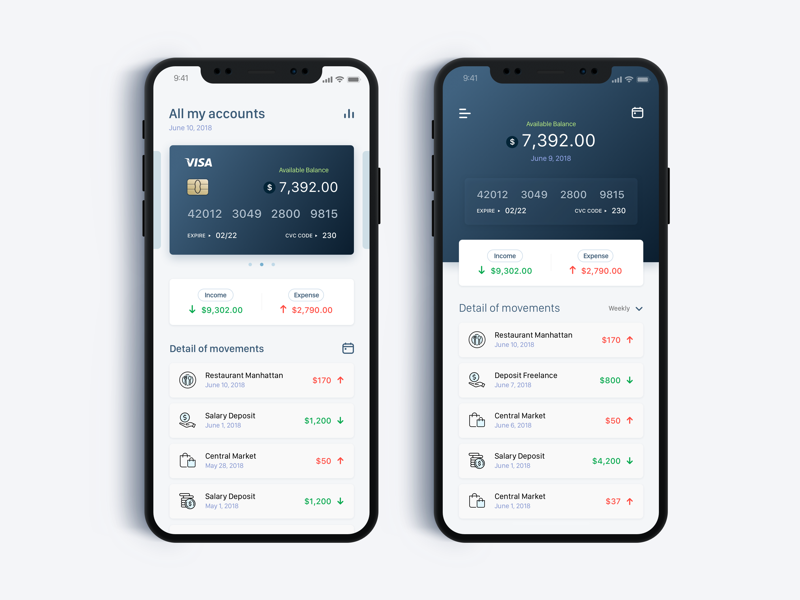 9:41
All my accounts
June 10, 2018
VISA
Available Balance
$ 7,392.00
42012 3049 2800 9815
EXPIRE • 02/22 CVC CODE • 230
Income Expense
$9,302.00 $2,790.00
Detail of movements
Restaurant Manhattan $170
June 10, 2018
Salary Deposit $1,200
June 1, 2018
Central Market $50
May 28, 2018
Salary Deposit $1,200
May 1, 2018
9:41
Available Balance
$ 7,392.00
June 9, 2018
42012 3049 2800 9815
EXPIRE • 02/22 CVC CODE • 230
Income Expense
$9,302.00 $2,790.00
Detail of movements Weekly
Restaurant Manhattan $170
June 10, 2018
Deposit Freelance $800
June 7, 2018
Central Market $50
June 6, 2018
Salary Deposit $4,200
June 1, 2018
Central Market $37
June 1, 2018